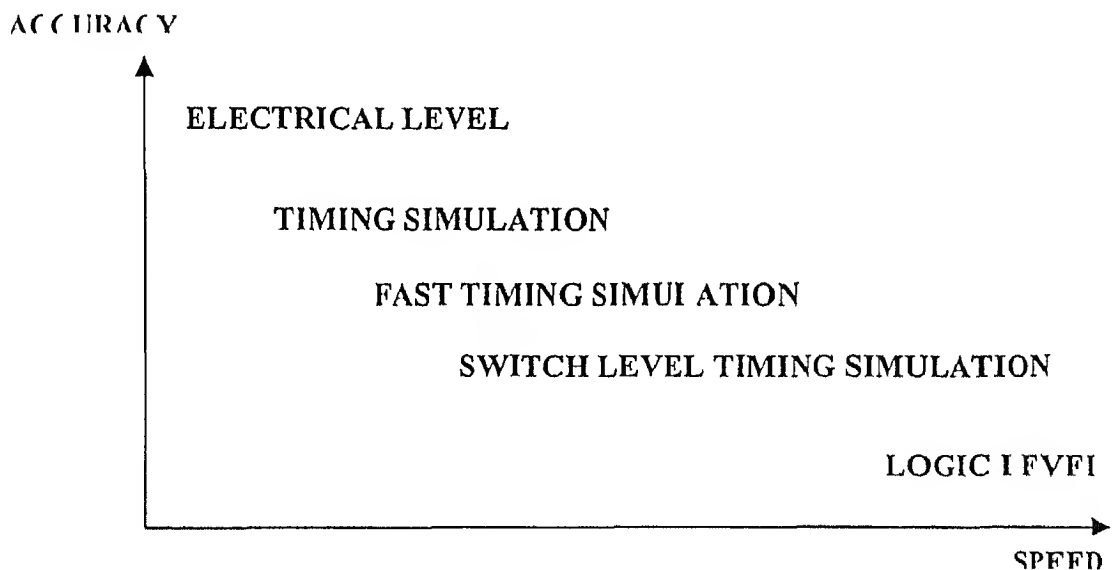 ACCURACY
ELECTRICAL LEVEL
TIMING SIMULATION
FAST TIMING SIMULATION
SWITCH LEVEL TIMING SIMULATION
LOGIC LEVEL
SPEED